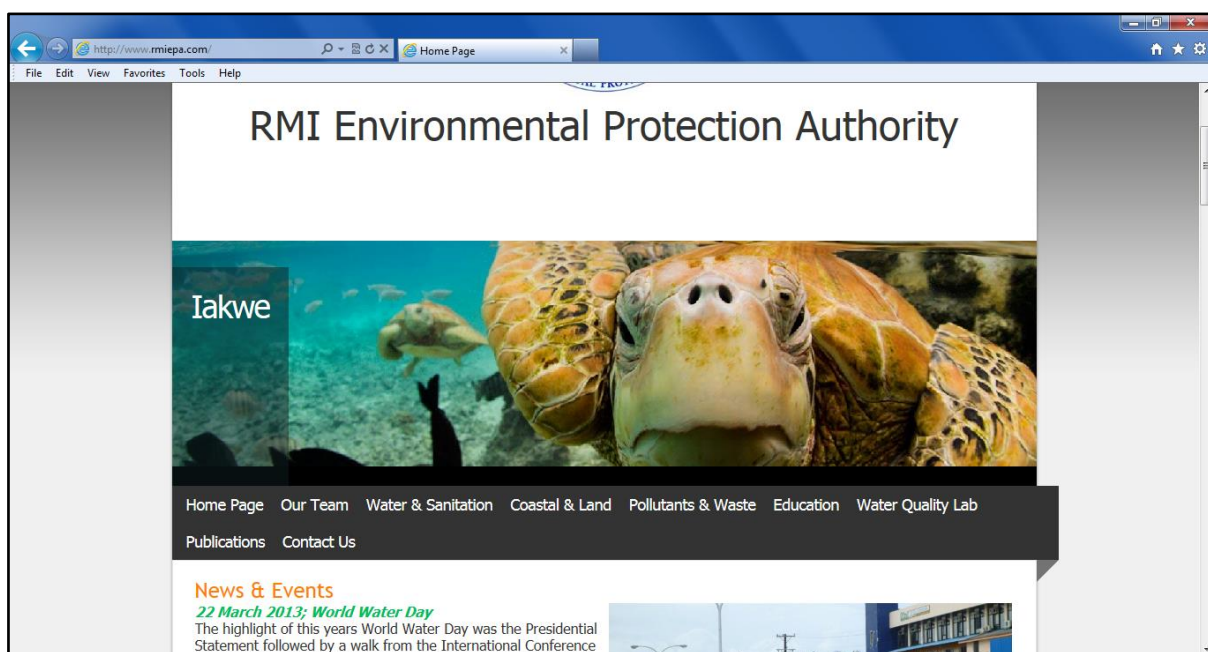 http://www.rmiepa.com/
Home Page
File Edit View Favorites Tools Help
RMI Environmental Protection Authority
Iakwe
Home Page Our Team Water & Sanitation Coastal & Land Pollutants & Waste Education Water Quality Lab
Publications Contact Us
News & Events
22 March 2013; World Water Day
The highlight of this years World Water Day was the Presidential
Statement followed by a walk from the International Conference